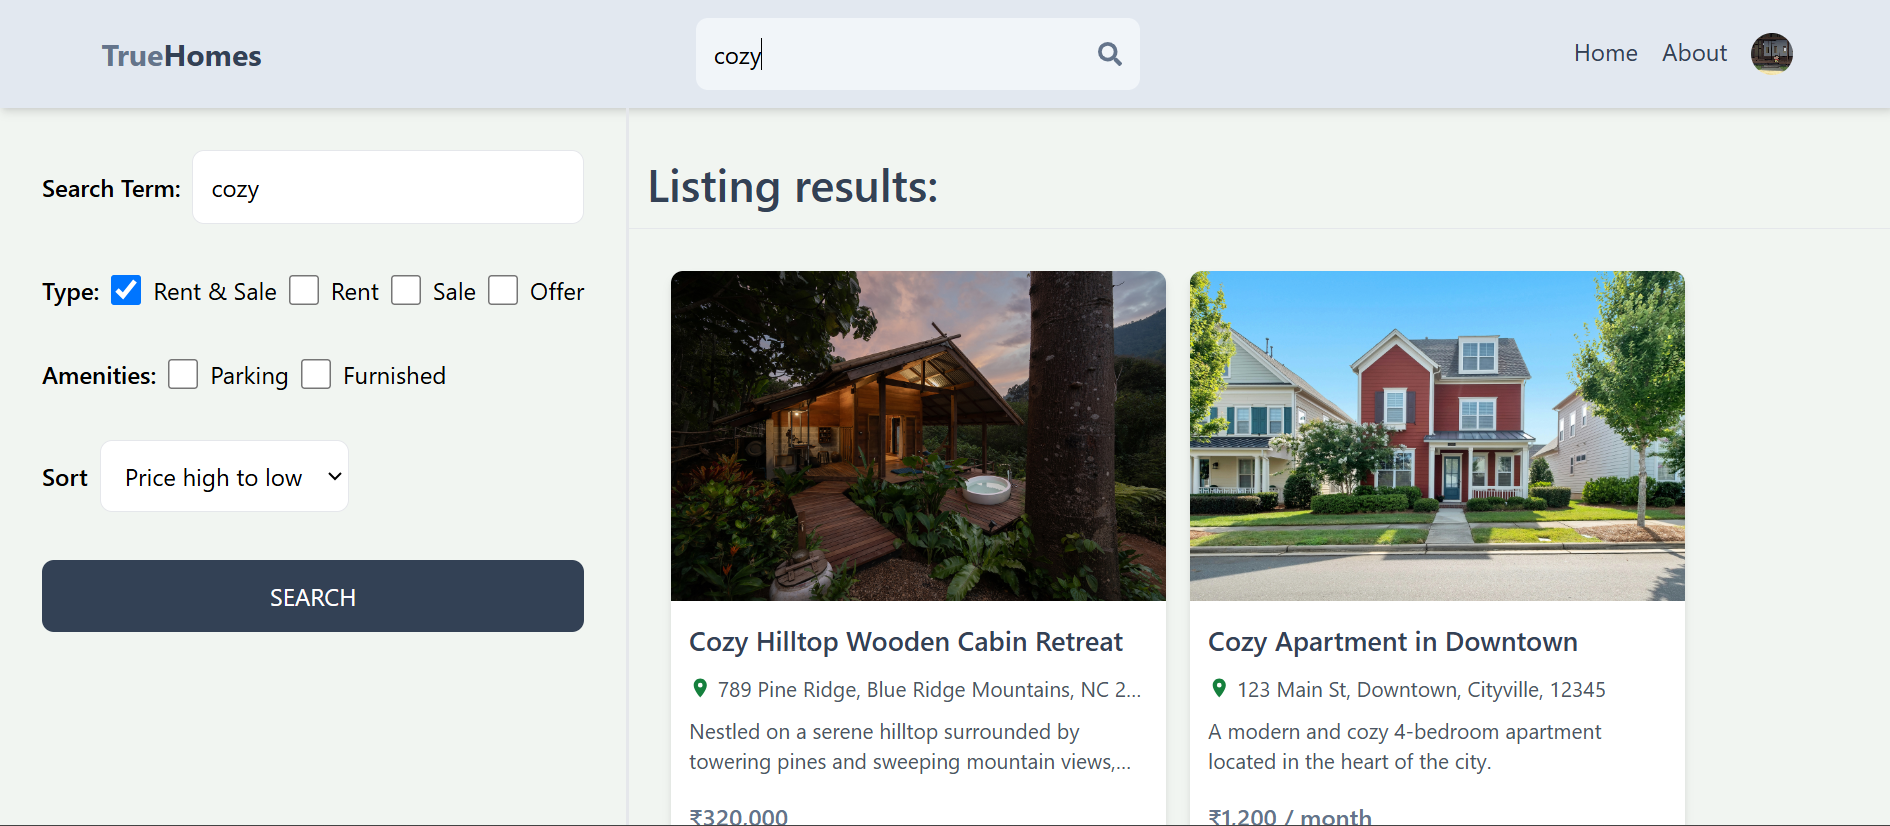 TrueHomes
cozy
Home About
Search Term: cozy
Type: Rent & Sale Rent Sale Offer
Amenities: Parking Furnished
Sort Price high to low
SEARCH
Listing results:
Cozy Hilltop Wooden Cabin Retreat
789 Pine Ridge, Blue Ridge Mountains, NC 2...
Nestled on a serene hilltop surrounded by
towering pines and sweeping mountain views,...
₹320,000
Cozy Apartment in Downtown
123 Main St, Downtown, Cityville, 12345
A modern and cozy 4-bedroom apartment
located in the heart of the city.
₹1,200 / month